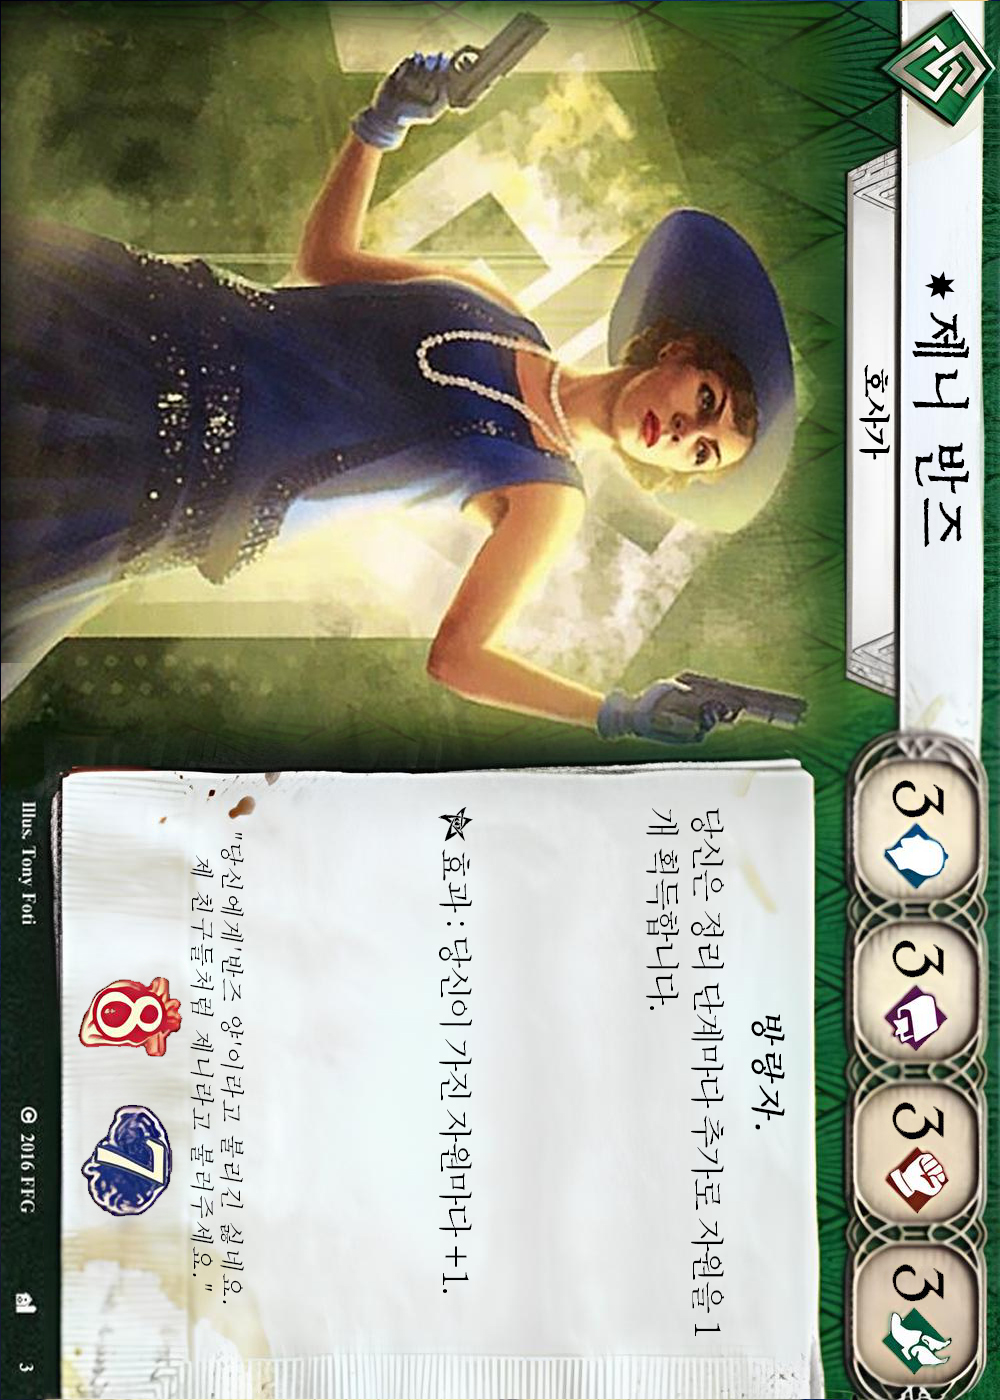 제니 반즈
호사가
3
3
3
3
방랑자.
당신은 정리 단계마다 추가로 자원을 1
개 획득합니다.
효과 : 당신이 가진 자원마다 +1.
"당신에게'반즈 양'이라고 불리긴 싫네요.
제 친구들처럼 제니라고 불러주세요."
8
7
Illus. Tony Foti
© 2016 FFG
3